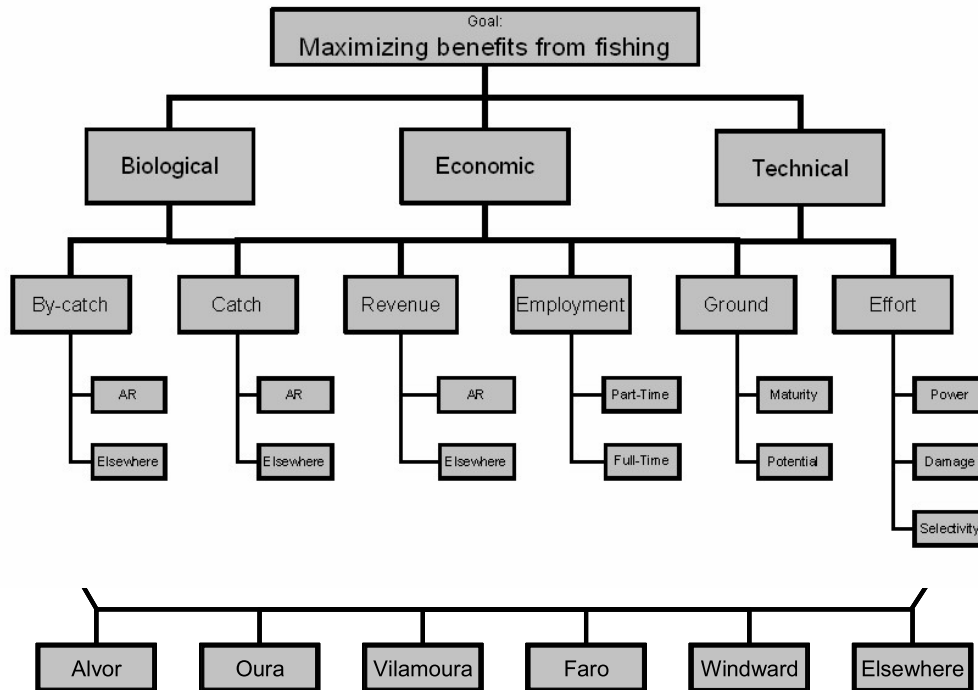 Goal:
Maximizing benefits from fishing
Biological
Economic
Technical
By-catch
Catch
Revenue
Employment
Ground
Effort
AR
AR
AR
Part-Time
Maturity
Power
Elsewhere
Elsewhere
Elsewhere
Full-Time
Potential
Damage
Selectivity
Alvor
Oura
Vilamoura
Faro
Windward
Elsewhere